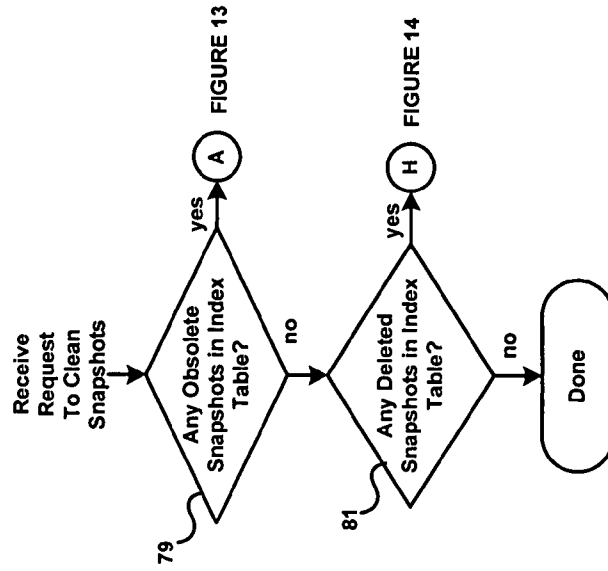 Receive
Request
To Clean
Snapshots
79
Any Obsolete
Snapshots in Index
Table?
yes
A
FIGURE 13
no
81
Any Deleted
Snapshots in Index
Table?
yes
H
FIGURE 14
no
Done